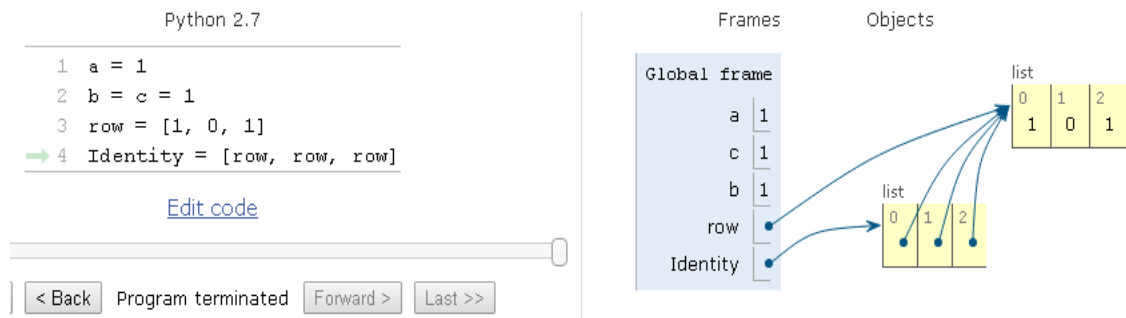 Python 2.7
1 a = 1
2 b = c = 1
3 row = [1, 0, 1]
4 Identity = [row, row, row]
Edit code
< Back Program terminated Forward > Last >>
Frames Objects
Global frame
a 1
c 1
b 1
row
Identity
list
0 1 2
1 0 1
list
0 1 2